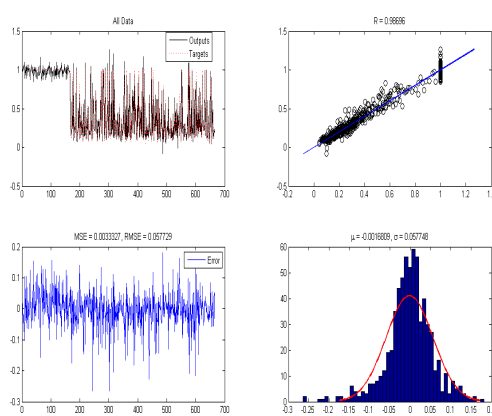 All Data
1.5
1
0.5
0
-0.5
0 100 200 300 400 500 600 700
Outputs
Targets
R = 0.98696
1.5
1
0.5
0
-0.5
-0.2 0 0.2 0.4 0.6 0.8 1 1.2 1.4
MSE = 0.0033327, RMSE = 0.057729
0.2
0.1
0
-0.1
-0.2
-0.3
0 100 200 300 400 500 600 700
Error
μ = -0.0016809, σ = 0.057748
60
50
40
30
20
10
0
-0.3 -0.25 -0.2 -0.15 -0.1 -0.05 0 0.05 0.1 0.15 0.2